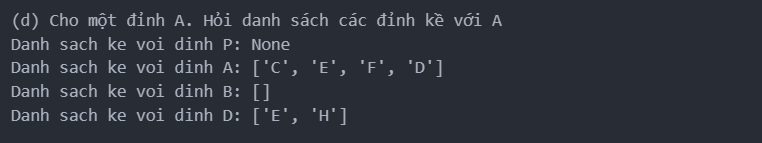 (d) Cho một đỉnh A. Hỏi danh sách các đỉnh kề với A
Danh sach ke voi dinh P: None
Danh sach ke voi dinh A: ['C', 'E', 'F', 'D']
Danh sach ke voi dinh B: []
Danh sach ke voi dinh D: ['E', 'H']